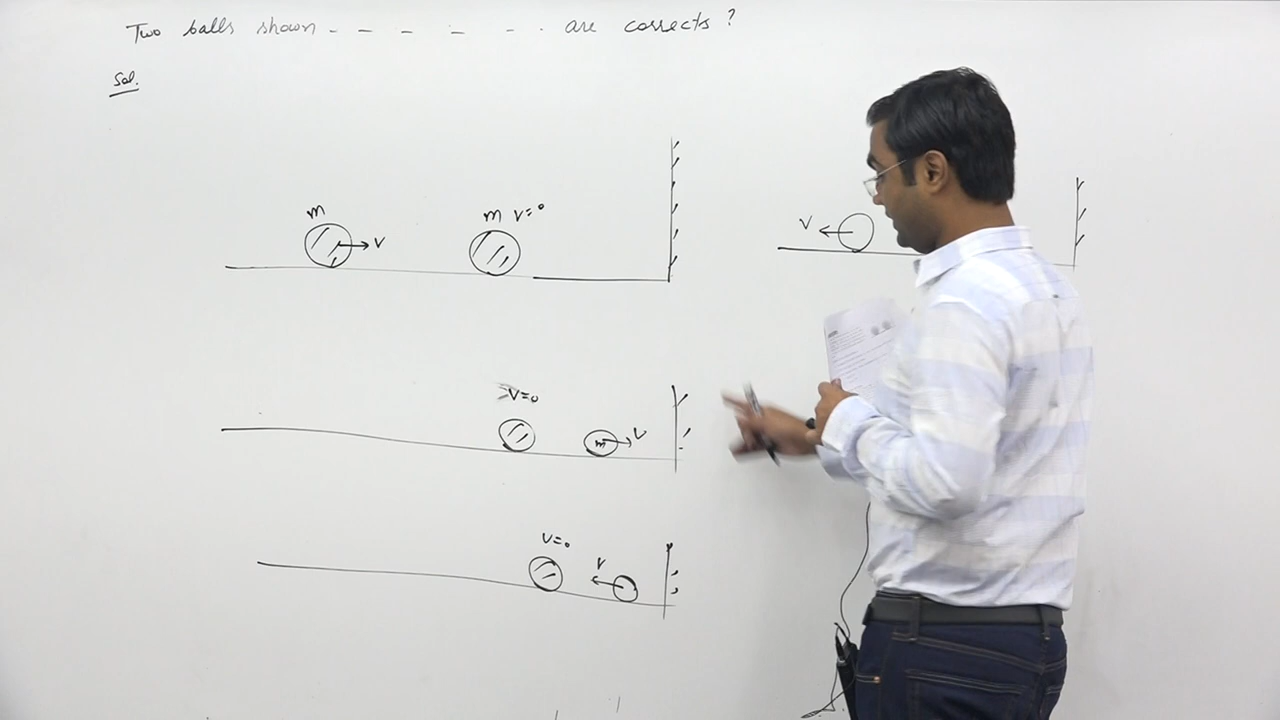 Two balls shown - - - - - . are corrects ?
Sol.
m
m v=0
v
v
v=0
v
m
v=0
v